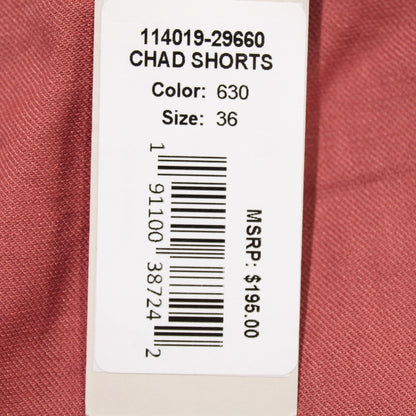 114019-29660
CHAD SHORTS
Color: 630
Size: 36
1 91100 38724 2
MSRP: $195.00